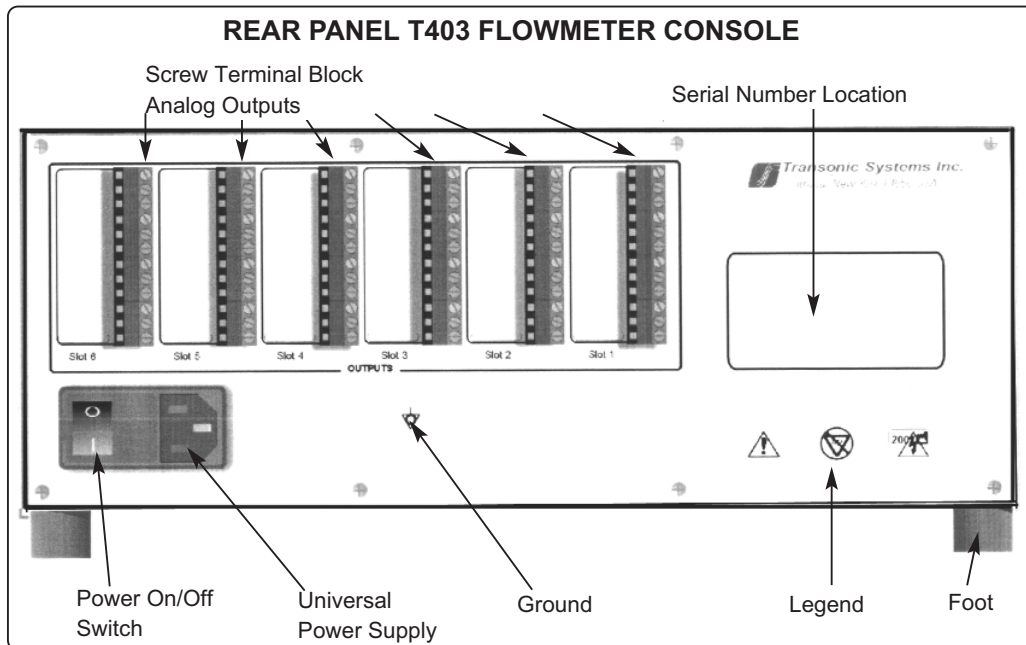 REAR PANEL T403 FLOWMETER CONSOLE
Screw Terminal Block
Analog Outputs
Serial Number Location
Transonic Systems Inc.
Slot 6
Slot 5
Slot 4
Slot 3
Slot 2
Slot 1
OUTPUTS
Power On/Off
Switch
Universal
Power Supply
Ground
Legend
Foot